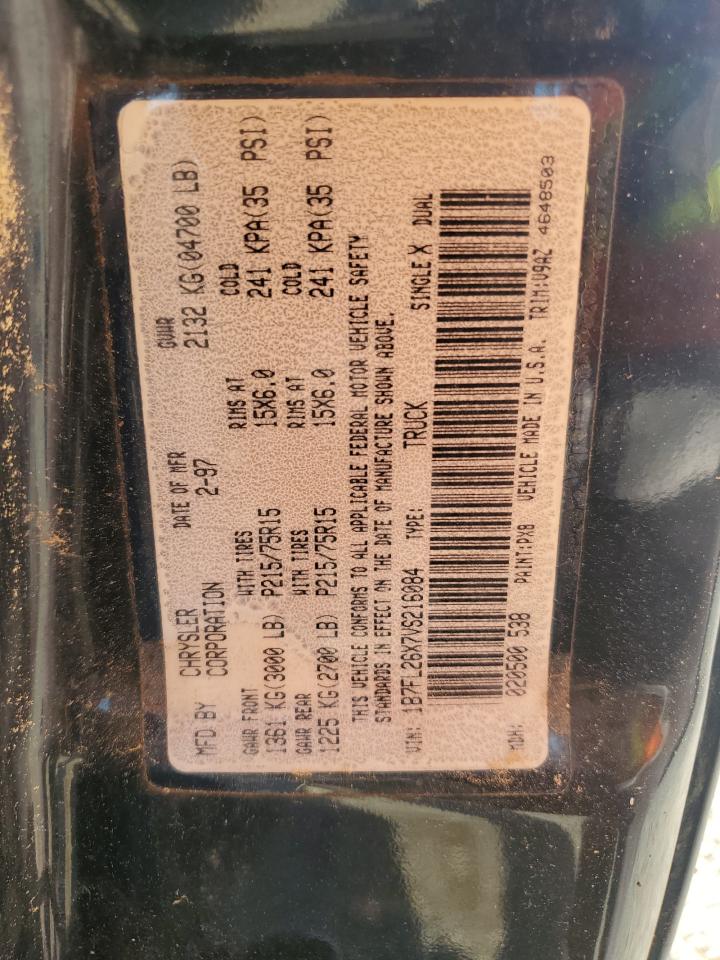 MFD BY CHRYSLER CORPORATION DATE OF MFR 2-97 GVWR 2132 KG(04700 LB)
GAWR FRONT WITH TIRES RIMS AT COLD
1361 KG(3000 LB) P215/75R15 15X6.0 241 KPA(35 PSI)
GAWR REAR WITH TIRES RIMS AT COLD
1225 KG(2700 LB) P215/75R15 15X6.0 241 KPA(35 PSI)
THIS VEHICLE CONFORMS TO ALL APPLICABLE FEDERAL MOTOR VEHICLE SAFETY
STANDARDS IN EFFECT ON THE DATE OF MANUFACTURE SHOWN ABOVE.
VIN: 1B7FL26X7VS216084 TYPE: TRUCK SINGLE X DUAL
MDH: 020500 538 PAINT:PX8 VEHICLE MADE IN U.S.A. TRIM:V9AZ 4648503